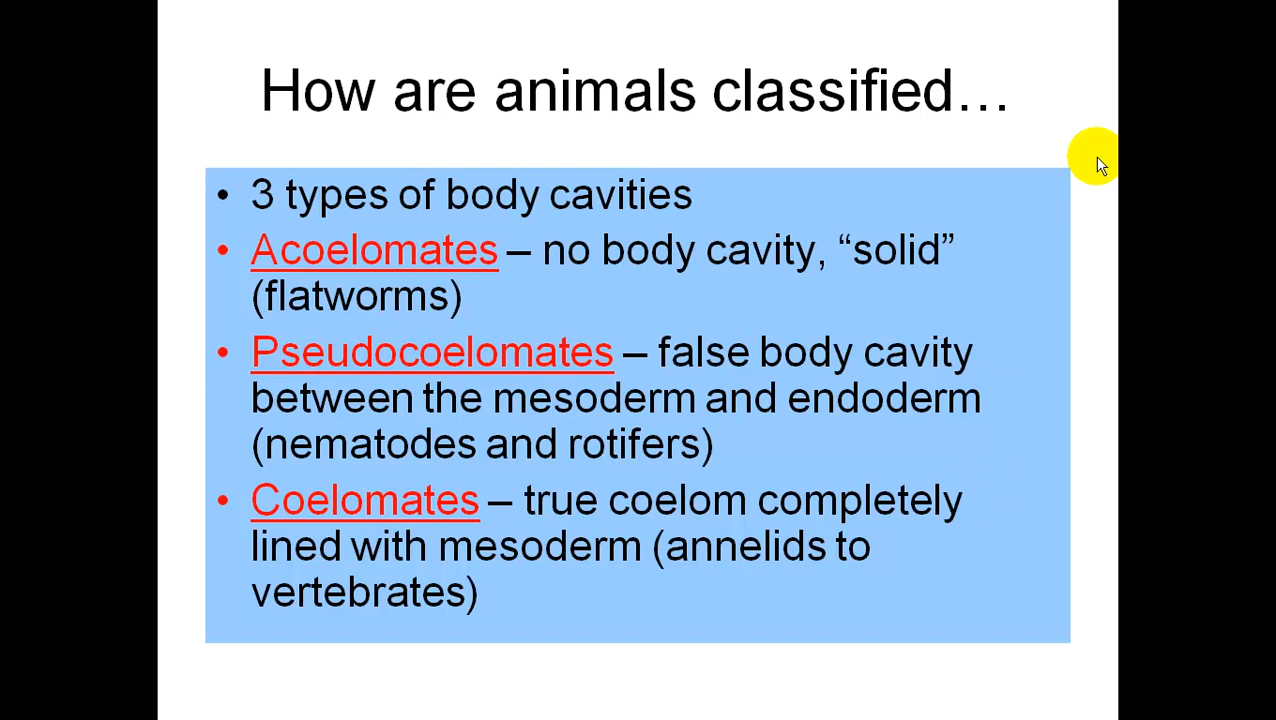 How are animals classified…
• 3 types of body cavities
• Acoelomates – no body cavity, “solid”
(flatworms)
• Pseudocoelomates – false body cavity
between the mesoderm and endoderm
(nematodes and rotifers)
• Coelomates – true coelom completely
lined with mesoderm (annelids to
vertebrates)